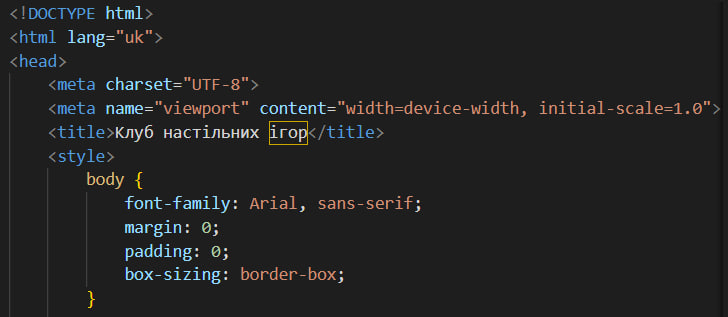 <!DOCTYPE html>
<html lang="uk">
<head>
<meta charset="UTF-8">
<meta name="viewport" content="width=device-width, initial-scale=1.0">
<title>Клуб настільних ігор</title>
<style>
body {
font-family: Arial, sans-serif;
margin: 0;
padding: 0;
box-sizing: border-box;
}